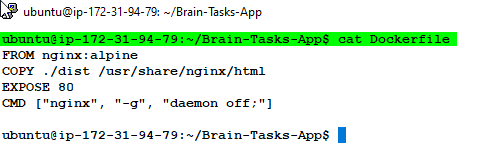 ubuntu@ip-172-31-94-79: ~/Brain-Tasks-App
ubuntu@ip-172-31-94-79:~/Brain-Tasks-App$ cat Dockerfile
FROM nginx:alpine
COPY ./dist /usr/share/nginx/html
EXPOSE 80
CMD ["nginx", "-g", "daemon off;"]
ubuntu@ip-172-31-94-79:~/Brain-Tasks-App$